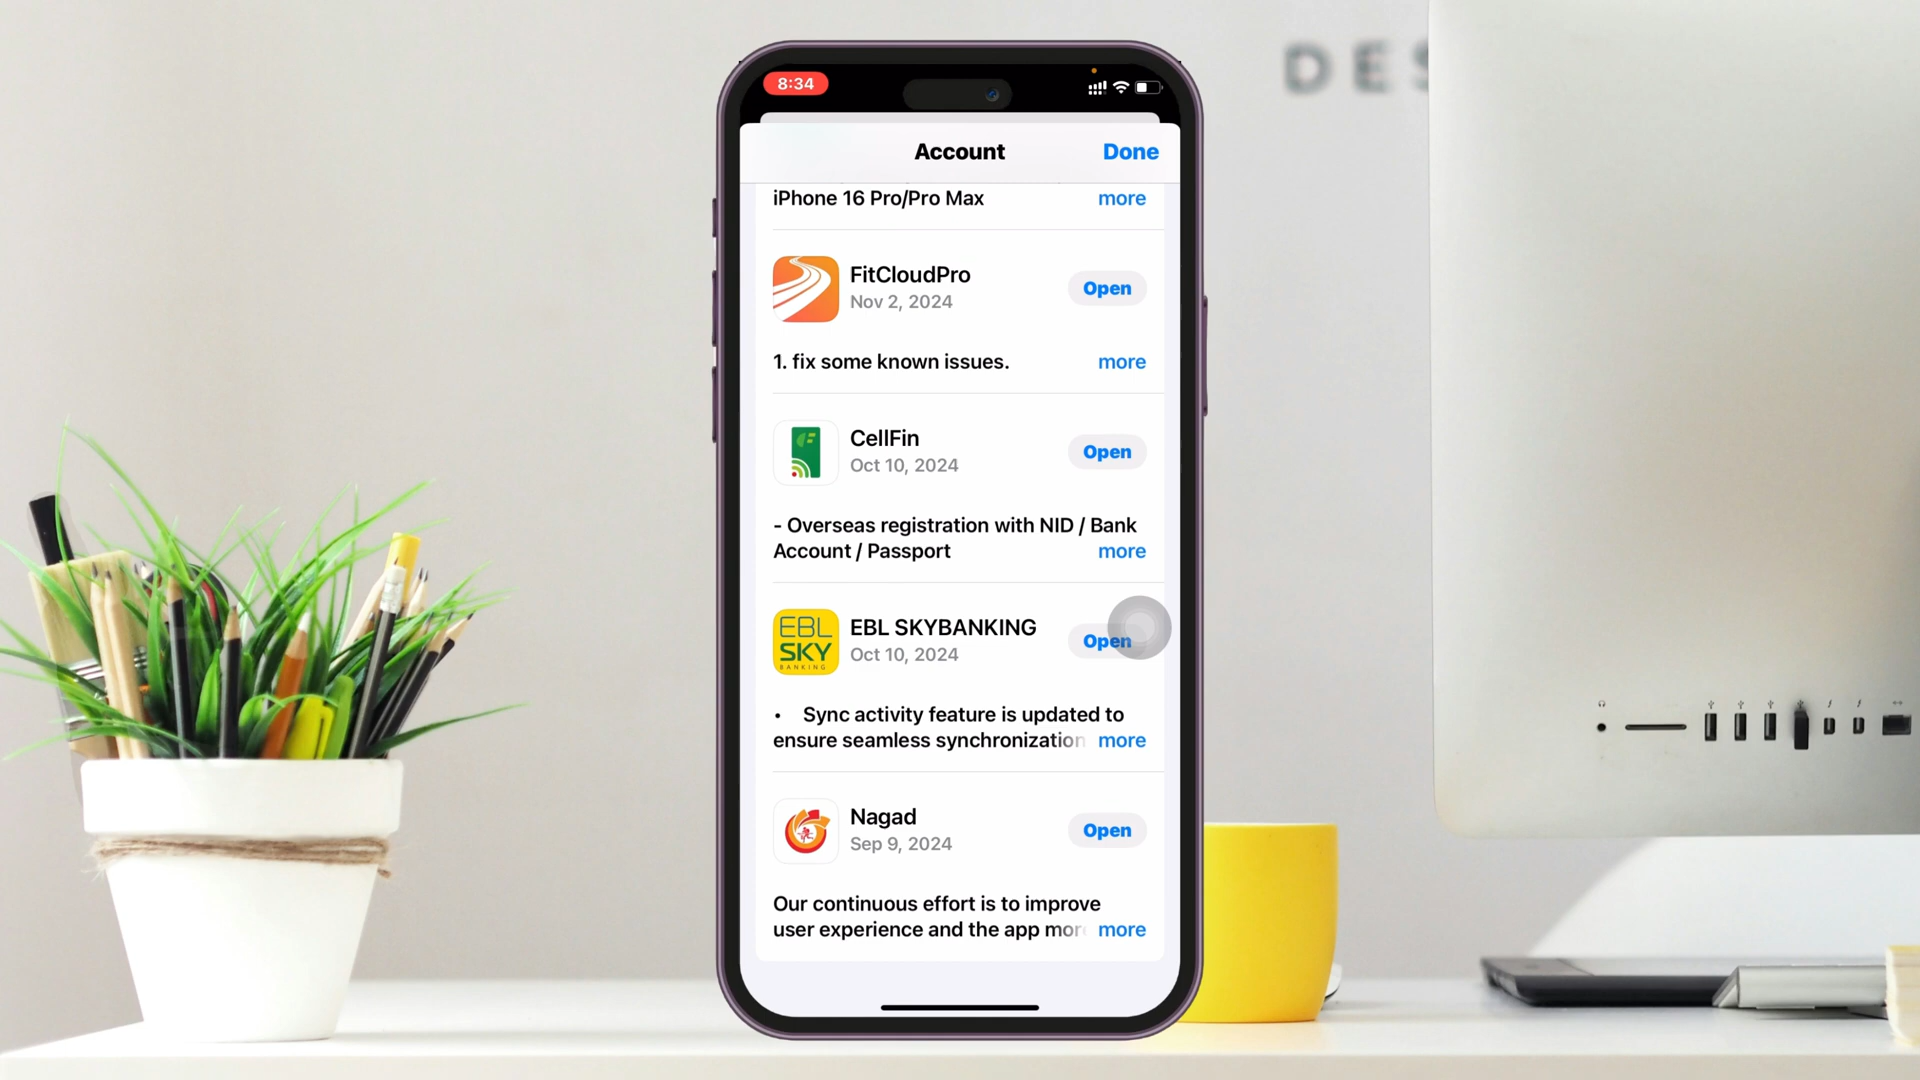 DES
8:34
Account
Done
iPhone 16 Pro/Pro Max
more
FitCloudPro
Nov 2, 2024
Open
1. fix some known issues.
more
CellFin
Oct 10, 2024
Open
- Overseas registration with NID / Bank
Account / Passport
more
EBL
SKY
BANKING
EBL SKYBANKING
Oct 10, 2024
Open
• Sync activity feature is updated to
ensure seamless synchronization
more
Nagad
Sep 9, 2024
Open
Our continuous effort is to improve
user experience and the app more
more